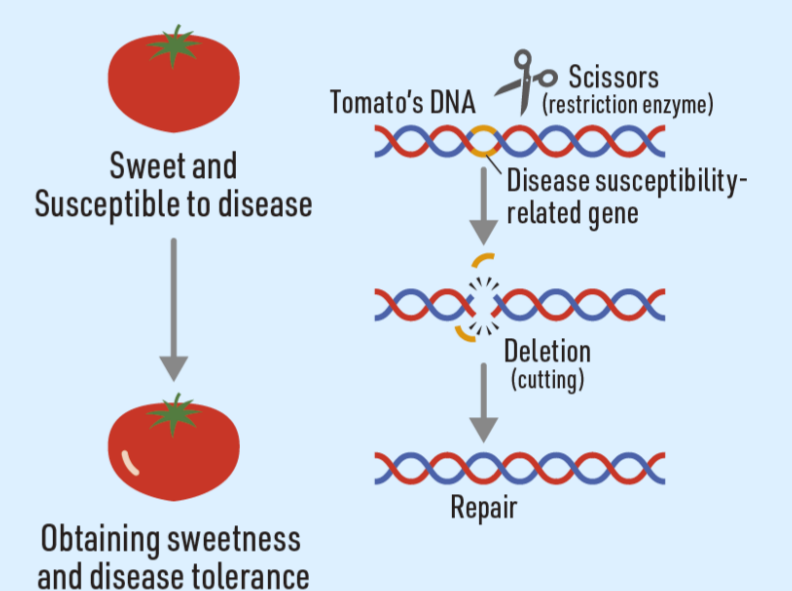 Sweet and
Susceptible to disease
Obtaining sweetness
and disease tolerance
Tomato's DNA
Scissors
(restriction enzyme)
Disease susceptibility-
related gene
Deletion
(cutting)
Repair